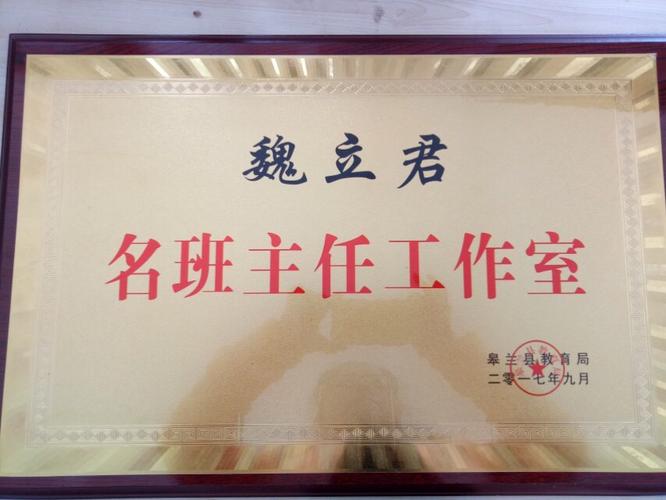 魏立君
名班主任工作室
皋兰县教育局
二零一七年九月